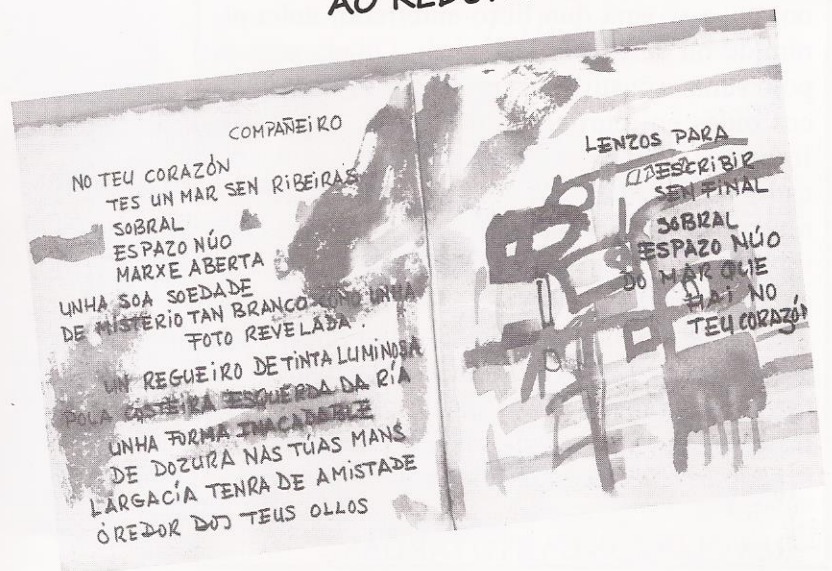 AO
COMPAÑEIRO
NO TEU CORAZÓN
TES UN MAR SEN RIBEIRAS
SOBRAL
ESPAZO NÚO
MARXE ABERTA
UNHA SOA SOEDADE
DE MISTERIO TAN BRANCO COMO UNHA
FOTO REVELADA.
UN REGUEIRO DE TINTA LUMINOSA
POLA COSTEIRA ESQUERDA DA RÍA
UNHA FORMA INACABABLE
DE DOZURA NAS TÚAS MANS
LARGACÍA TENRA DE AMISTADE
ÓREDOR DOS TEUS OLLOS
LENZOS PARA
DESCRIBIR
SEN FINAL
SOBRAL
ESPAZO NÚO
DO MAR QUE
HAI NO
TEU CORAZÓN